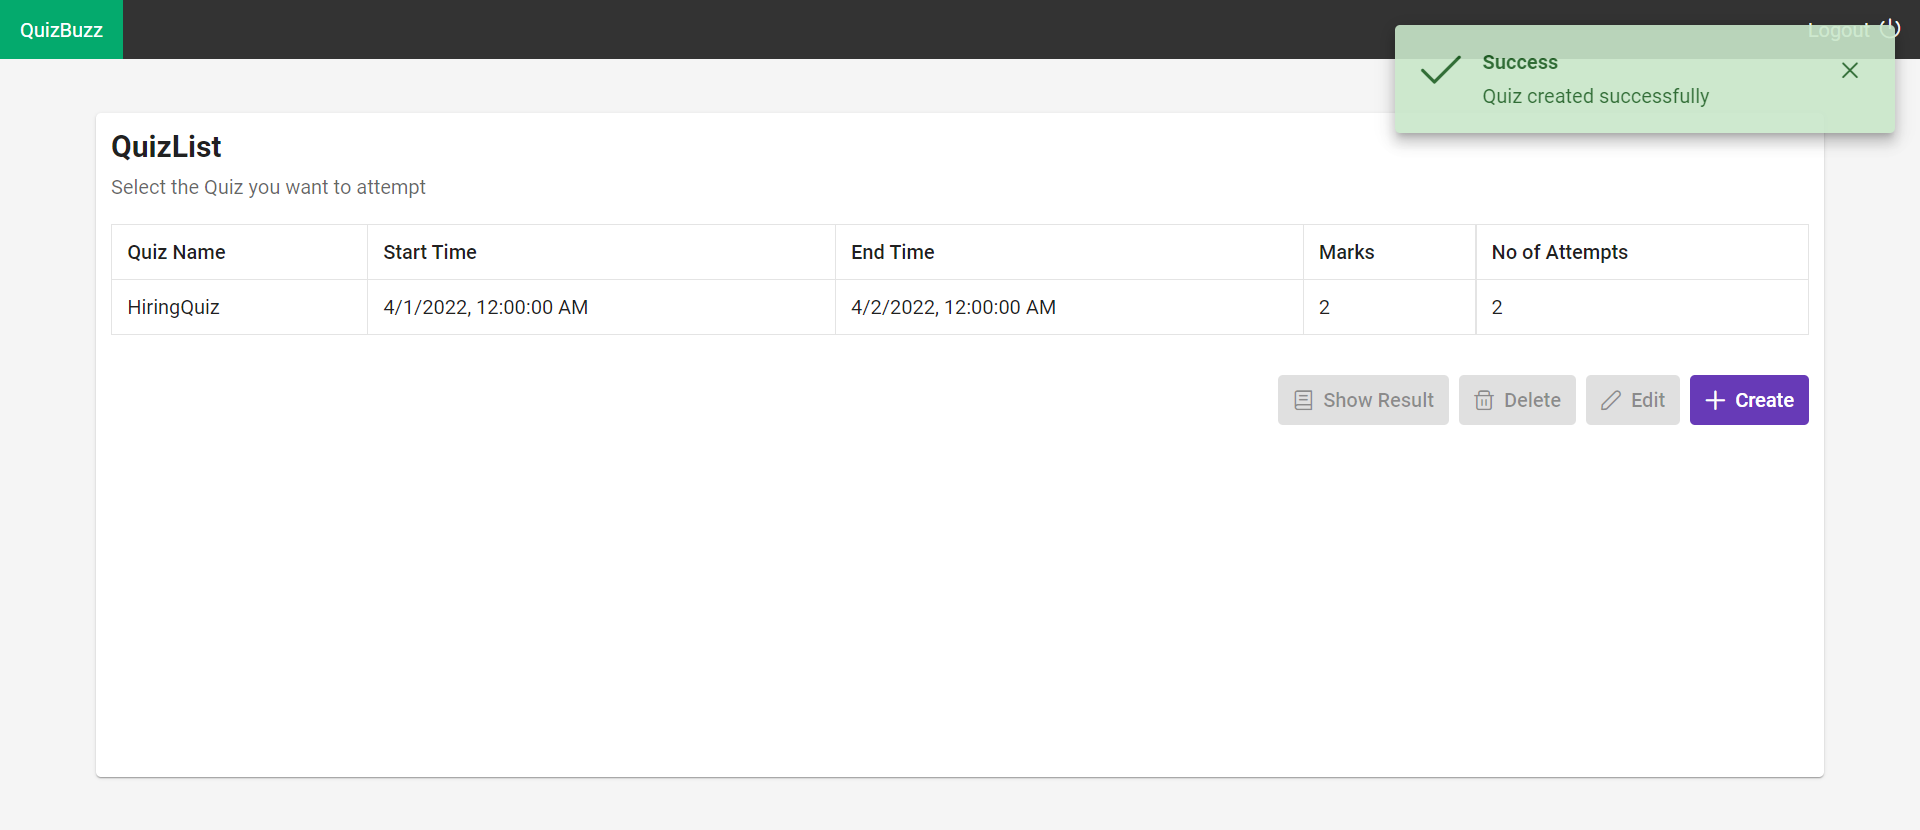 QuizBuzz
Logout
Success
Quiz created successfully
QuizList
Select the Quiz you want to attempt
Quiz Name Start Time End Time Marks No of Attempts
HiringQuiz 4/1/2022, 12:00:00 AM 4/2/2022, 12:00:00 AM 2 2
Show Result Delete Edit Create